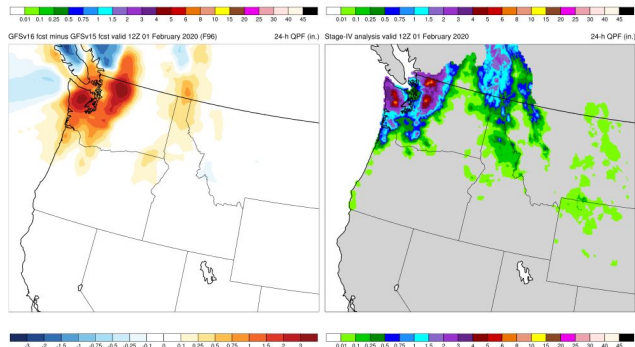 0.01 0.1 0.25 0.5 0.75 1 1.5 2 3 4 5 6 8 10 15 20 25 30 40 45
0.01 0.1 0.25 0.5 0.75 1 1.5 2 3 4 5 6 8 10 15 20 25 30 40 45
GFSv16 fcst minus GFSv15 fcst valid 12Z 01 February 2020 (F96) 24-h QPF (in.)
Stage-IV analysis valid 12Z 01 February 2020 24-h QPF (in.)
-3 -2 -1.5 -1 -0.75 -0.5 -0.25 -0.1 0 0.1 0.25 0.5 0.75 1 1.5 2 3
0.01 0.1 0.25 0.5 0.75 1 1.5 2 3 4 5 6 8 10 15 20 25 30 40 45